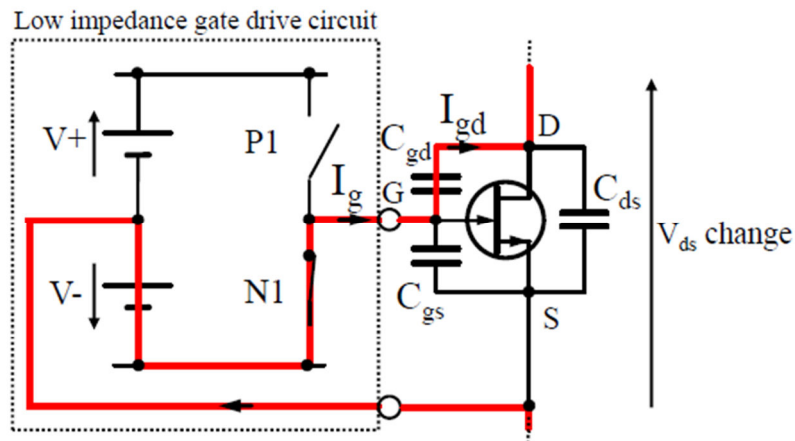 Low impedance gate drive circuit
V+
P1
Ig
Cgd
Igd
D
G
Cds
Vds change
V-
N1
Cgs
S